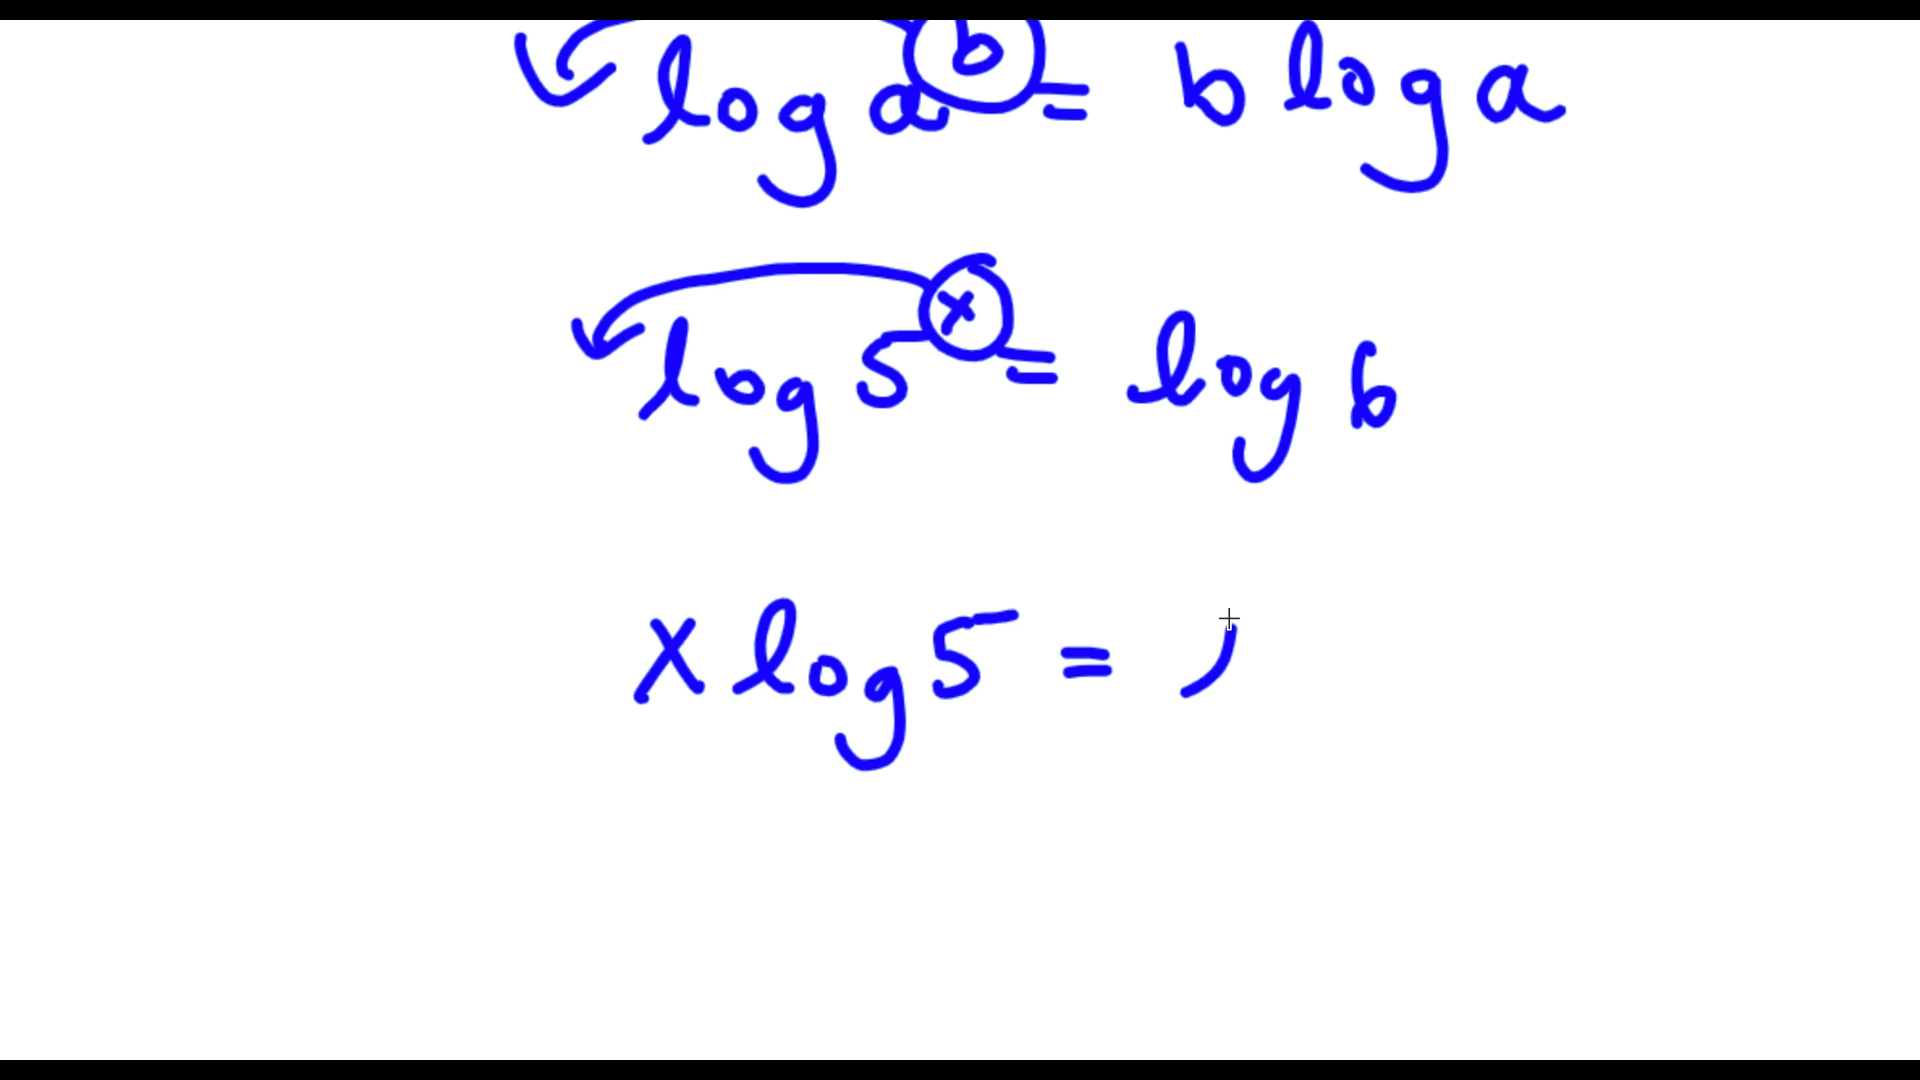 log a^b = b log a
log 5^x = log 6
x log 5 =